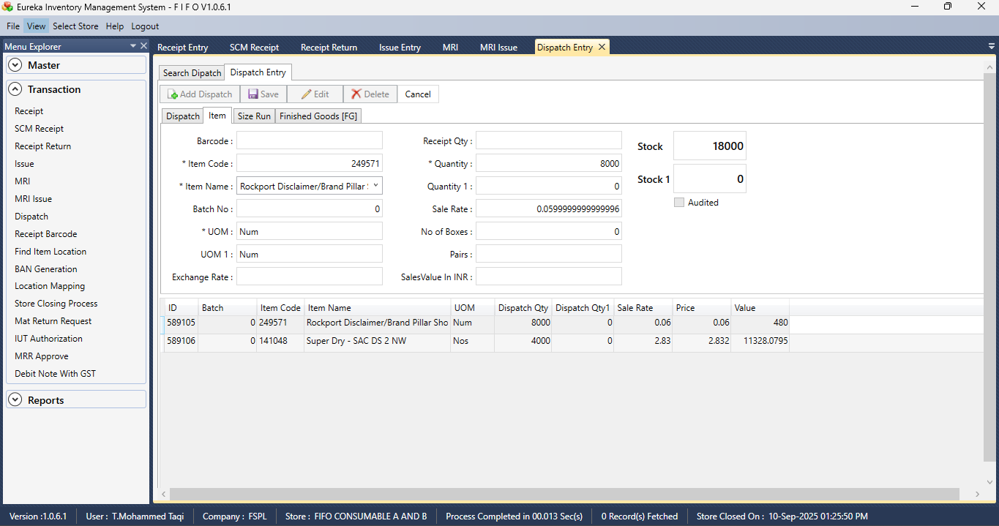 Eureka Inventory Management System - F I F O V1.0.6.1
File View Select Store Help Logout
Menu Explorer
Receipt Entry SCM Receipt Receipt Return Issue Entry MRI MRI Issue Dispatch Entry
Master
Transaction
Receipt
SCM Receipt
Receipt Return
Issue
MRI
MRI Issue
Dispatch
Receipt Barcode
Find Item Location
BAN Generation
Location Mapping
Store Closing Process
Mat Return Request
IUT Authorization
MRR Approve
Debit Note With GST
Reports
Search Dipatch Dispatch Entry
Add Dispatch Save Edit Delete Cancel
Dispatch Item Size Run Finished Goods [FG]
Barcode : Receipt Qty : Stock 18000
* Item Code : 249571 * Quantity : 8000
* Item Name : Rockport Disclaimer/Brand Pillar Quantity 1 : 0 Stock 1 0
Batch No : 0 Sale Rate : 0.0599999999999996 Audited
* UOM : Num No of Boxes : 0
UOM 1 : Num Pairs :
Exchange Rate : SalesValue In INR :
ID Batch Item Code Item Name UOM Dispatch Qty Dispatch Qty1 Sale Rate Price Value
589105 0 249571 Rockport Disclaimer/Brand Pillar Sho Num 8000 0 0.06 0.06 480
589106 0 141048 Super Dry - SAC DS 2 NW Nos 4000 0 2.83 2.832 11328.0795
Version :1.0.6.1 User : T.Mohammed Taqi Company : FSPL Store : FIFO CONSUMABLE A AND B Process Completed in 00.013 Sec(s) 0 Record(s) Fetched Store Closed On : 10-Sep-2025 01:25:50 PM